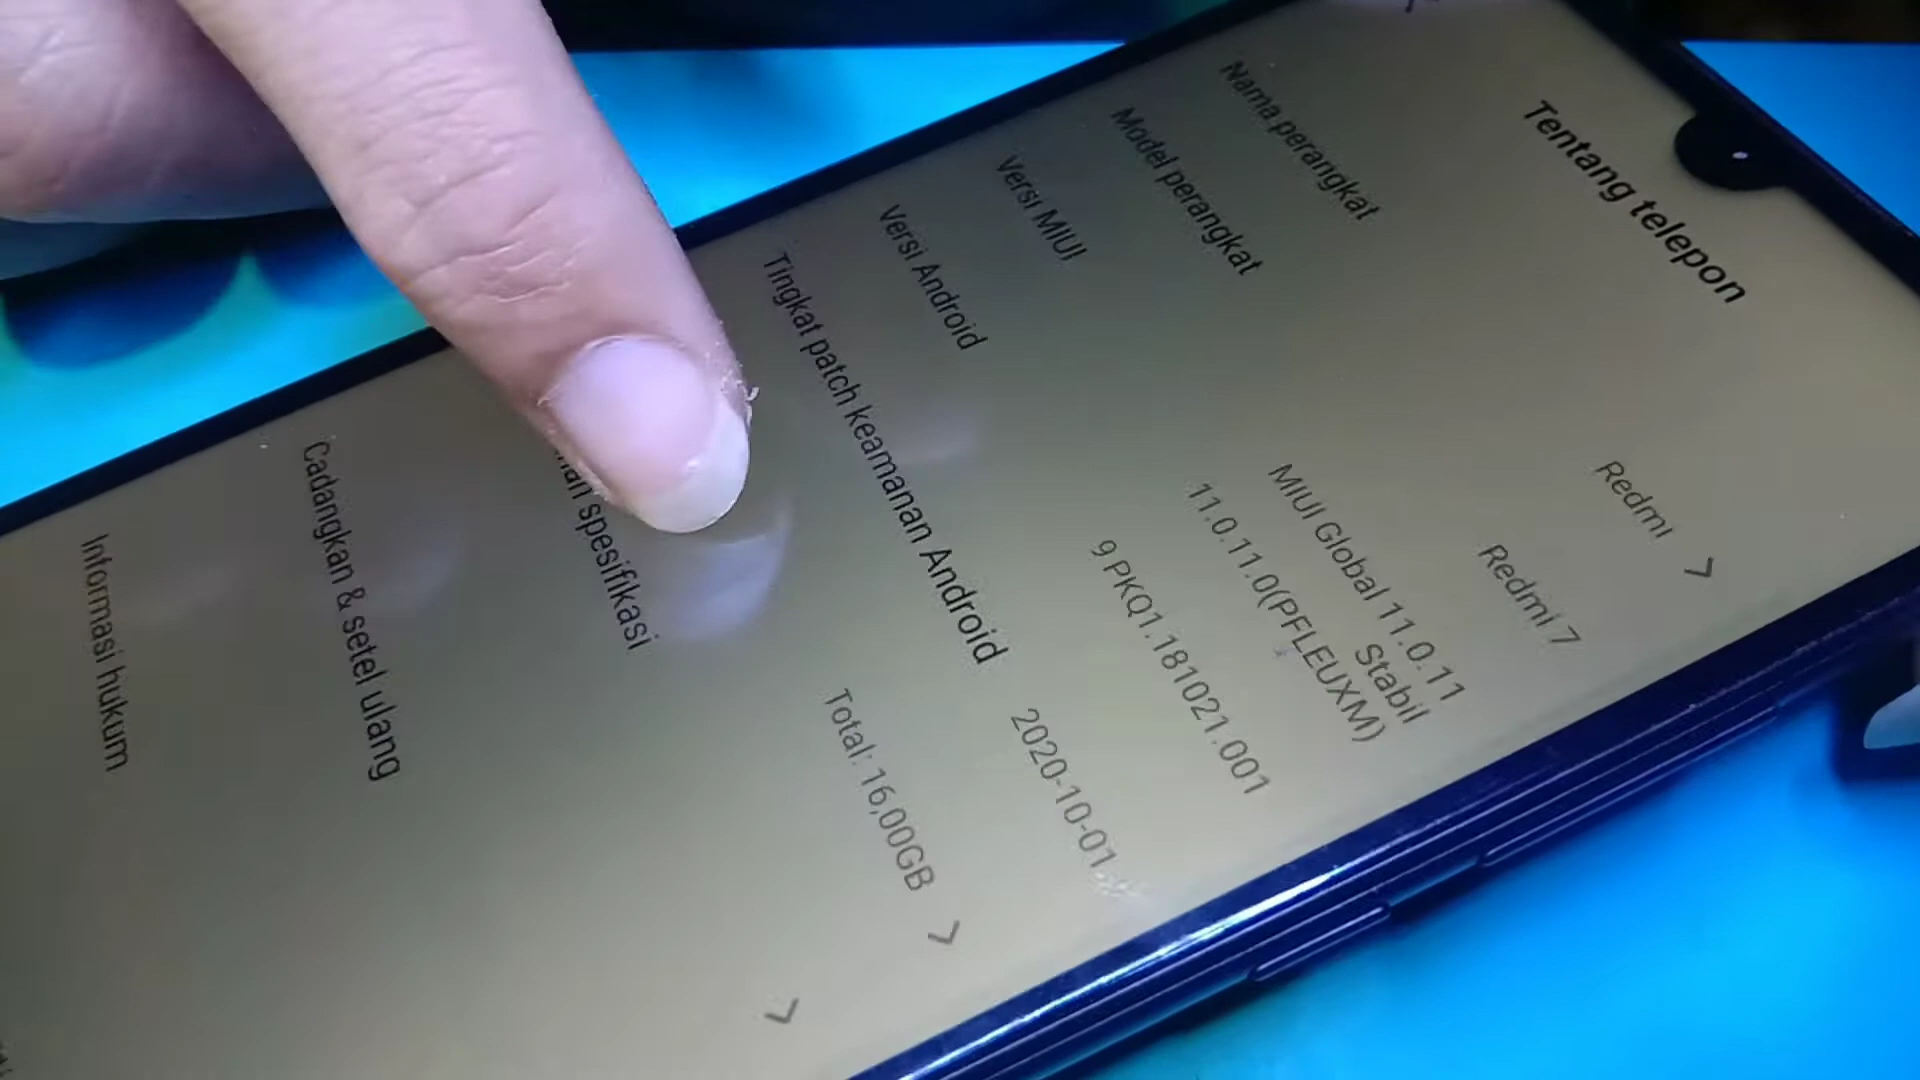 Tentang telepon
Nama perangkat
Redmi
Model perangkat
Redmi 7
Versi MIUI
MIUI Global 11.0.11
Stabil
11.0.11.0(PFLEUXM)
Versi Android
9 PKQ1.181021.001
Tingkat patch keamanan Android
2020-10-01
Total: 16,00GB
spesifikasi
Cadangkan & setel ulang
Informasi hukum